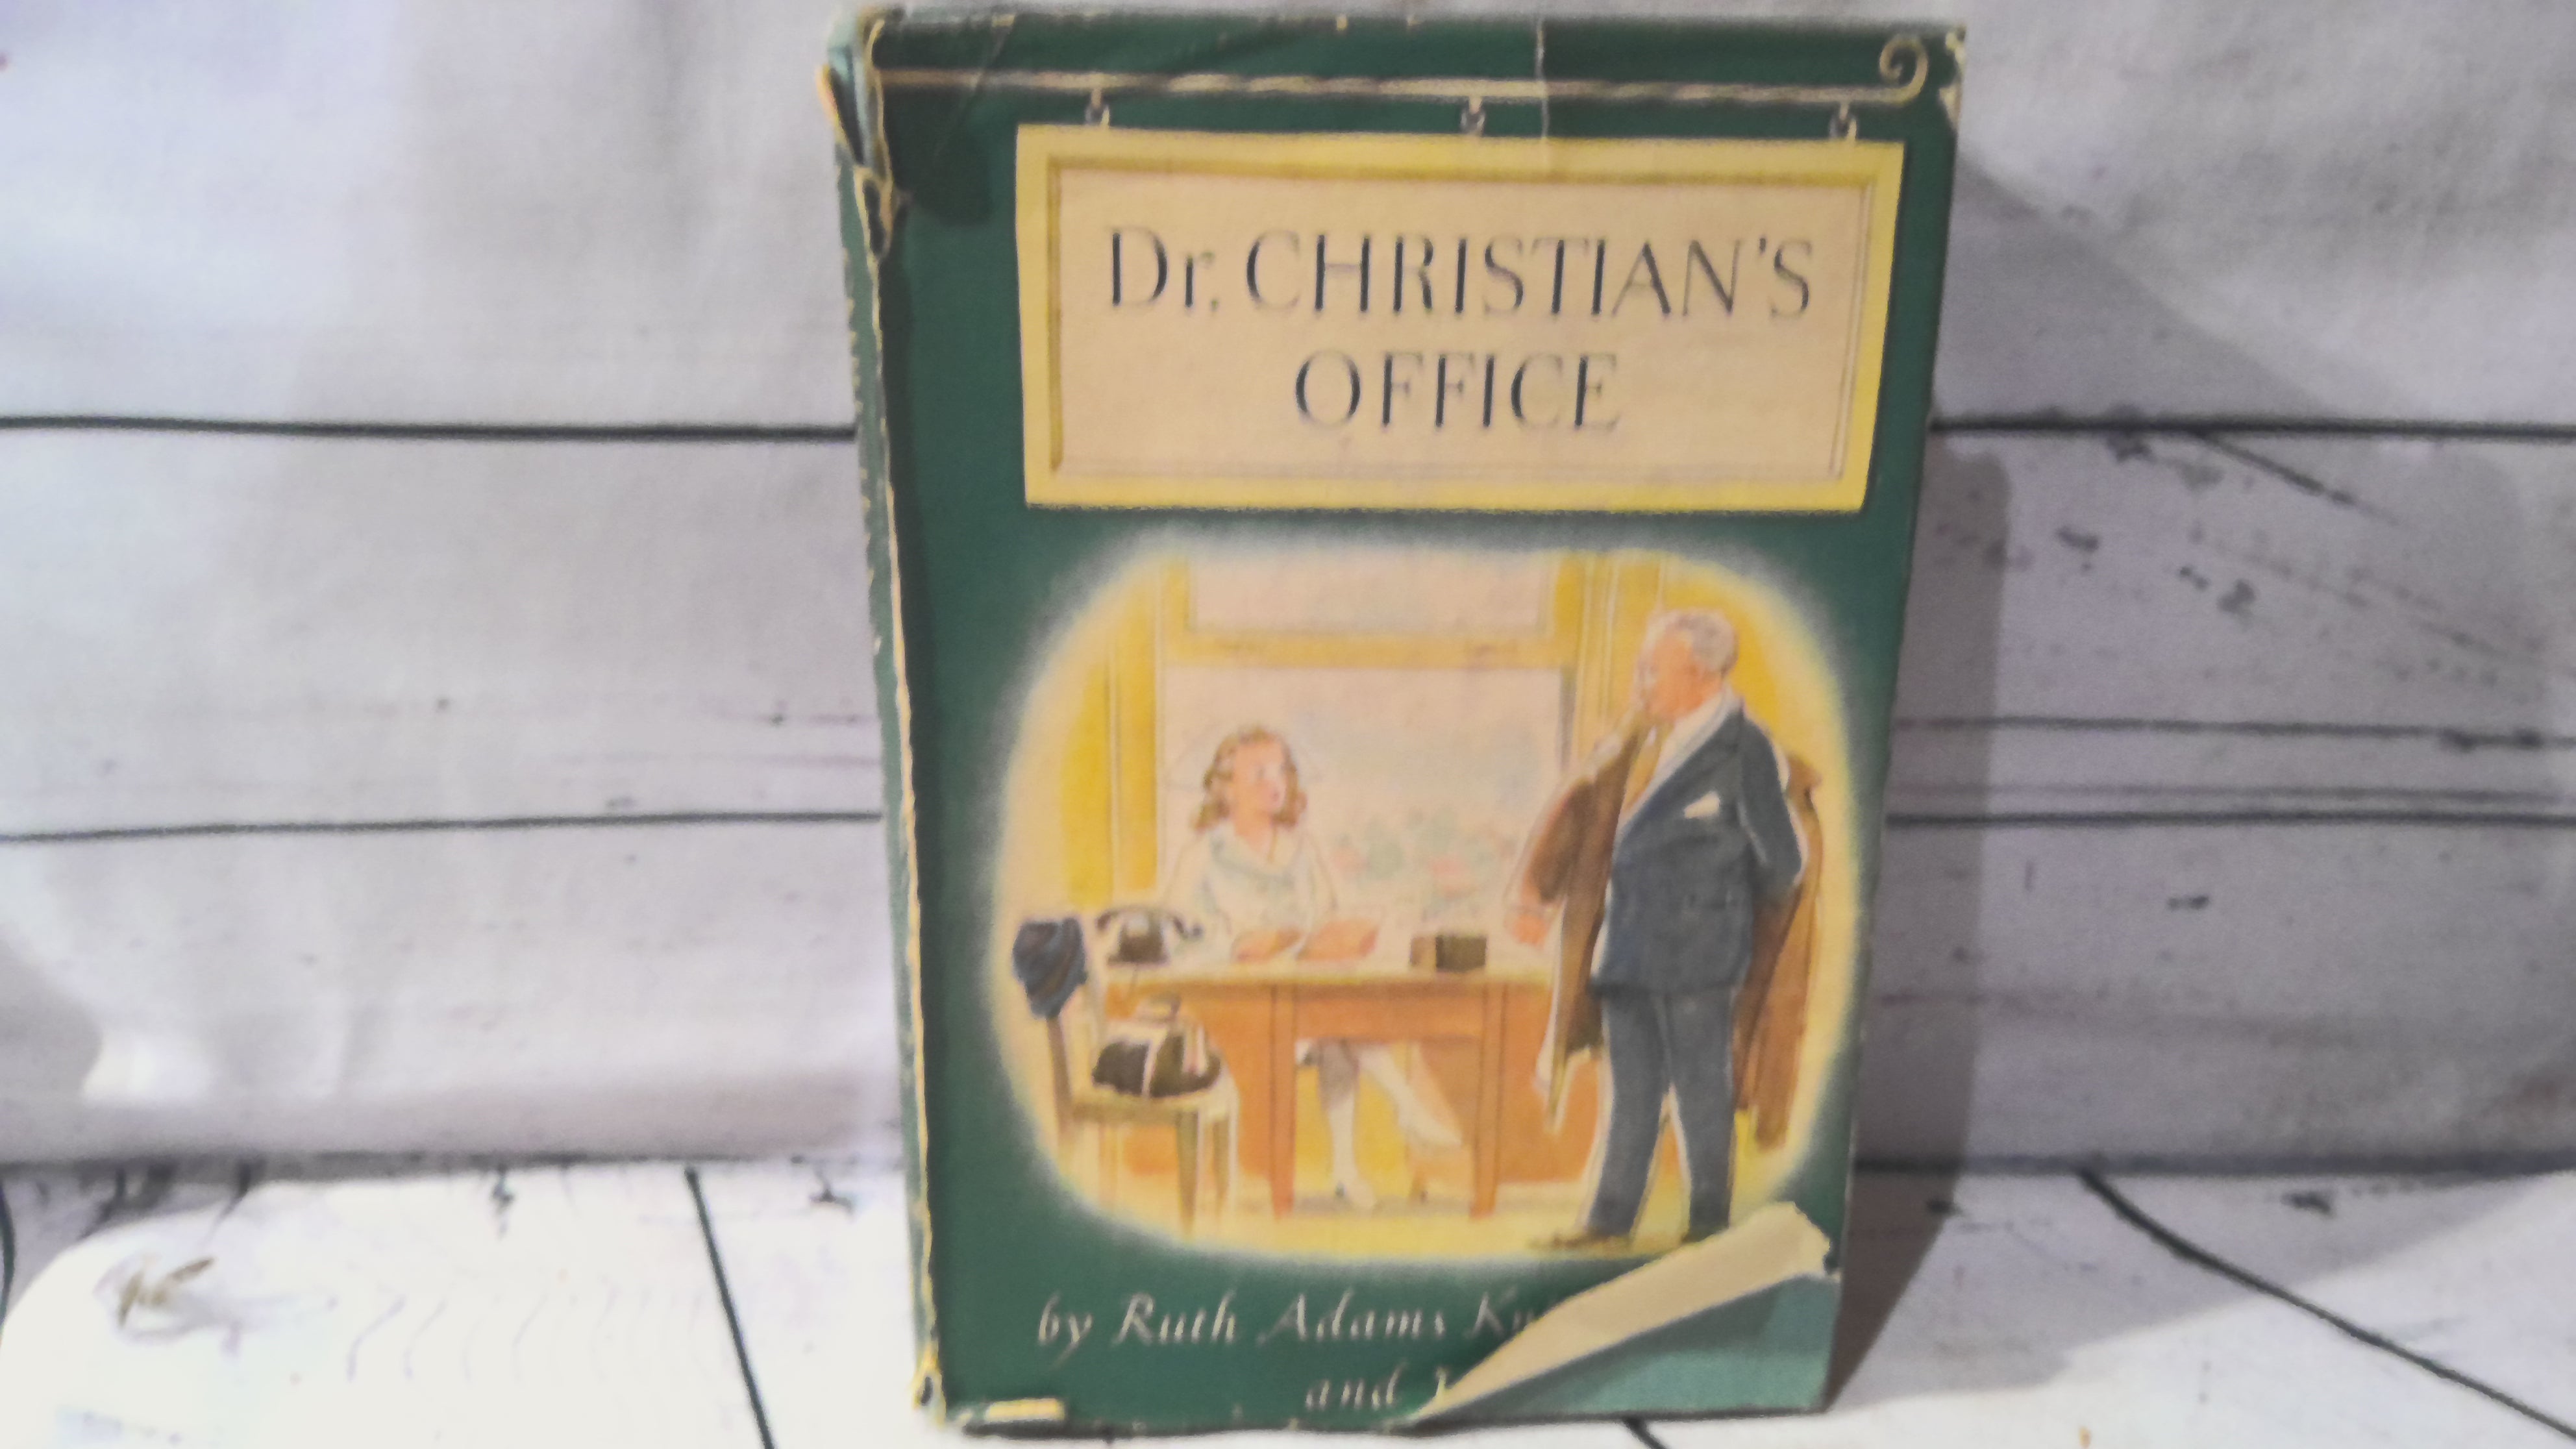 Dr. CHRISTIAN'S
OFFICE
by Ruth Adams
and